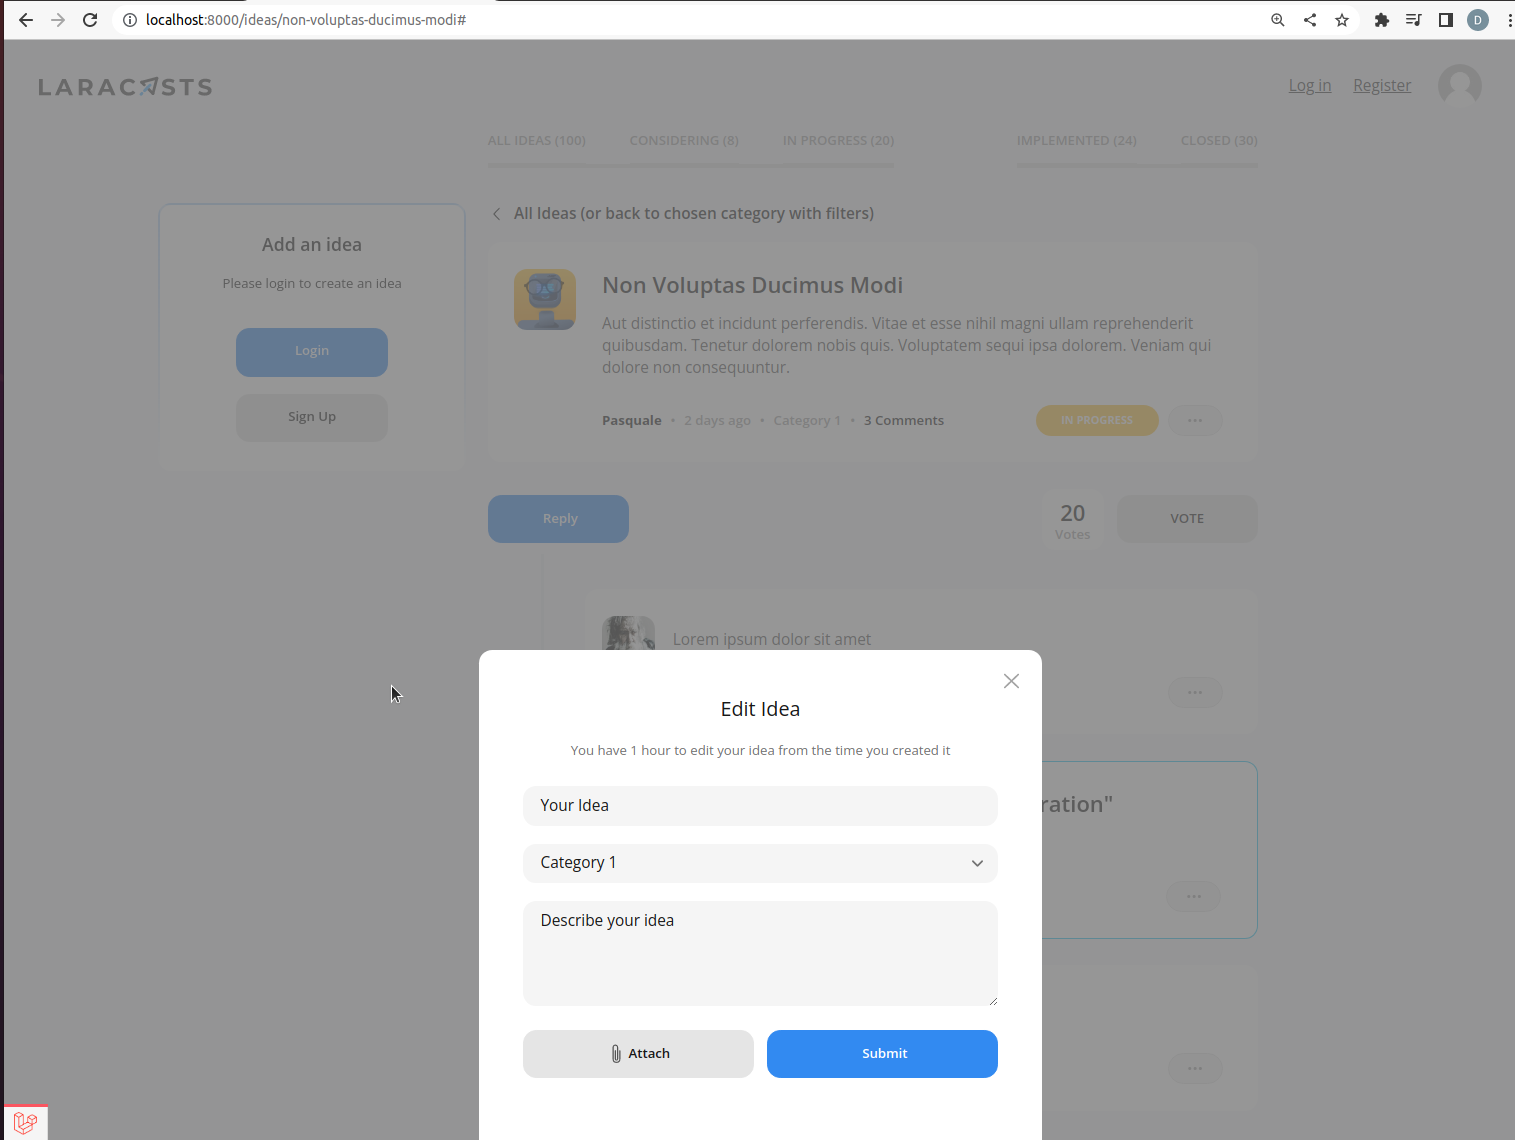 localhost:8000/ideas/non-voluptas-ducimus-modi#
D
LARACASTS
Log in
Register
ALL IDEAS (100)
CONSIDERING (8)
IN PROGRESS (20)
IMPLEMENTED (24)
CLOSED (30)
All Ideas (or back to chosen category with filters)
Add an idea
Please login to create an idea
Login
Sign Up
Non Voluptas Ducimus Modi
Aut distinctio et incidunt perferendis. Vitae et esse nihil magni ullam reprehenderit
quibusdam. Tenetur dolorem nobis quis. Voluptatem sequi ipsa dolorem. Veniam qui
dolore non consequuntur.
Pasquale • 2 days ago • Category 1 • 3 Comments
IN PROGRESS
Reply
20
Votes
VOTE
Lorem ipsum dolor sit amet
ration"
Edit Idea
You have 1 hour to edit your idea from the time you created it
Your Idea
Category 1
Describe your idea
Attach
Submit